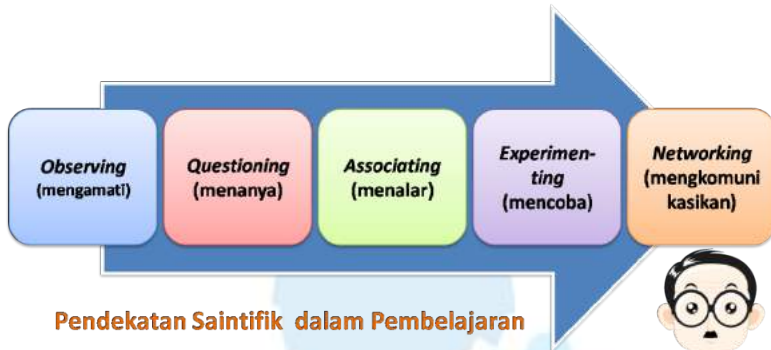 Observing
(mengamati)
Questioning
(menanya)
Associating
(menalar)
Experimen-
ting
(mencoba)
Networking
(mengkomuni
kasikan)
Pendekatan Saintifik dalam Pembelajaran